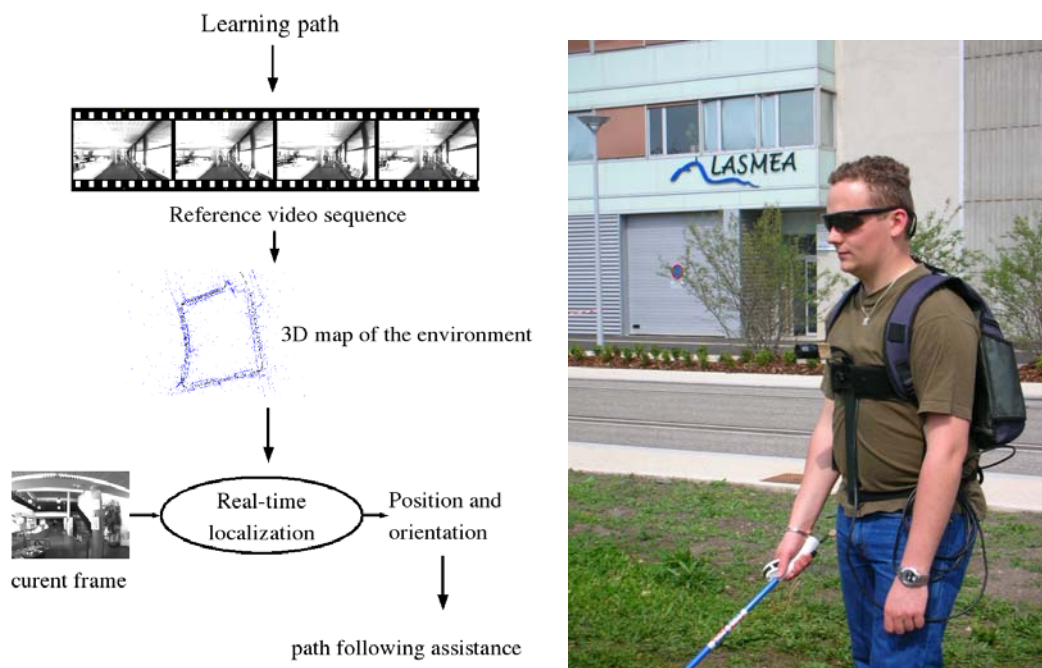 Learning path
Reference video sequence
3D map of the environment
Real-time
localization
Position and
orientation
curent frame
path following assistance
LASMEA